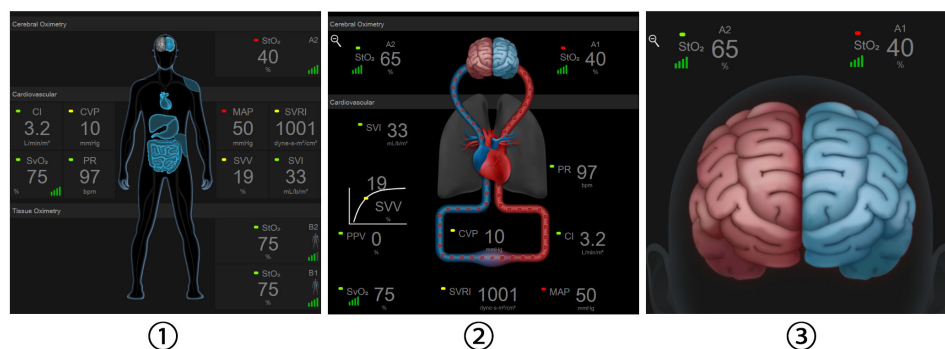 Cerebral Oximetry
StO₂ A2
40
%
Cardiovascular
CI CVP MAP SVRI
3.2 10 50 1001
L/min/m² mmHg mmHg dyne-s-m²/cm⁵
SvO₂ PR SVV SVI
75 97 19 33
% bpm % mL/b/m²
Tissue Oximetry
StO₂ B2
75
%
StO₂ B1
75
%
①
Cerebral Oximetry
A2 A1
StO₂ 65 StO₂ 40
% %
Cardiovascular
SVI 33
mL/b/m²
PR 97
bpm
19
SVV
%
PPV 0
%
CVP 10
mmHg
CI 3.2
L/min/m²
SvO₂ 75 SVRI 1001 MAP 50
% dyne-s-m²/cm⁵ mmHg
②
A2 A1
StO₂ 65 StO₂ 40
% %
③